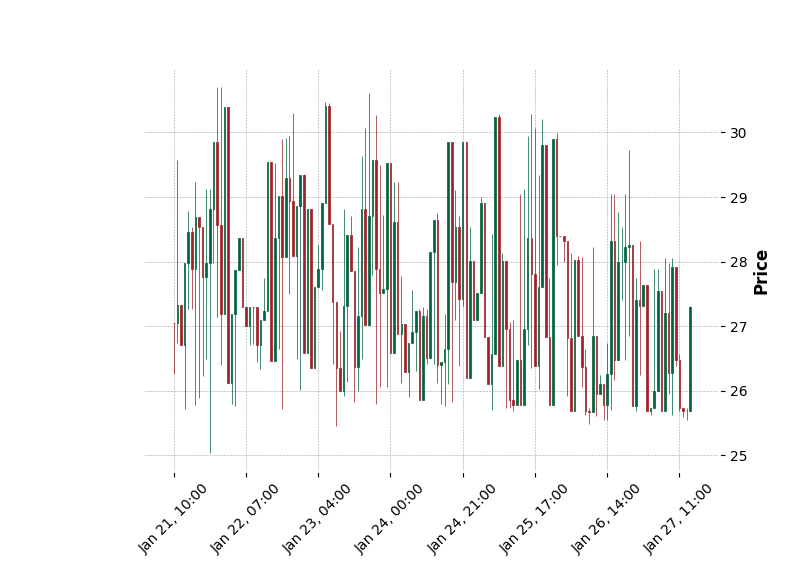 30
29
28
27
26
25
Price
Jan 21, 10:00
Jan 22, 07:00
Jan 23, 04:00
Jan 24, 00:00
Jan 24, 21:00
Jan 25, 17:00
Jan 26, 14:00
Jan 27, 11:00